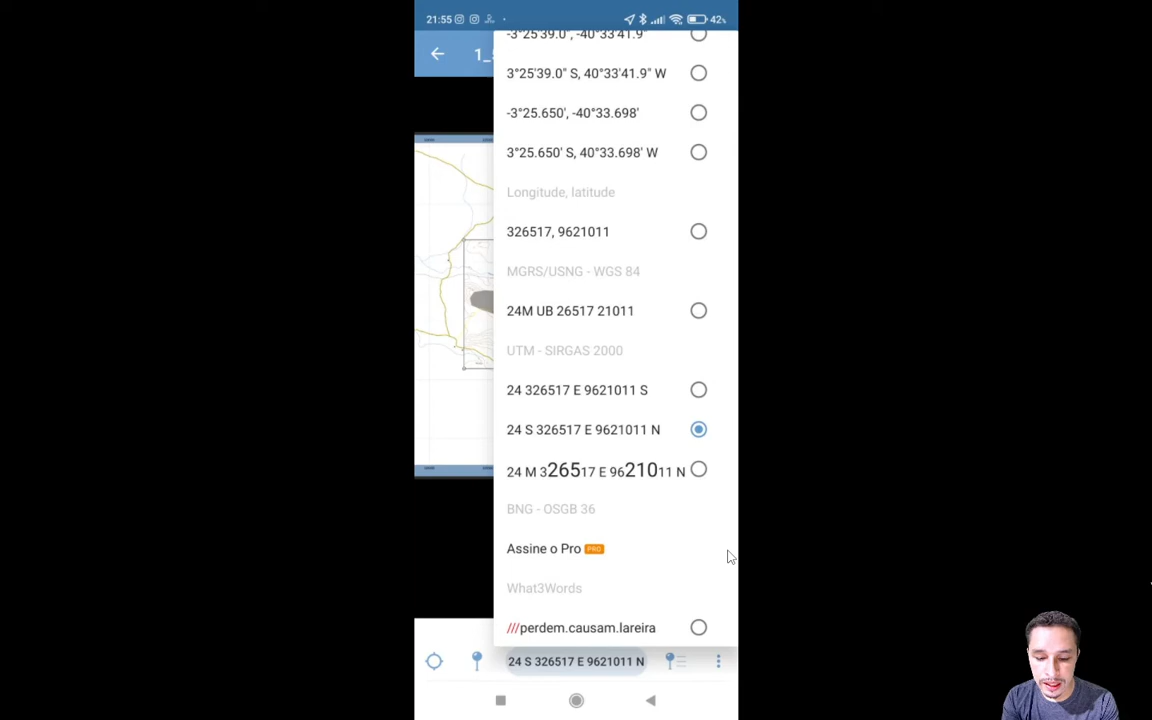 21:55
42%
1_5
-3°25'39.0", -40°33'41.9"
3°25'39.0" S, 40°33'41.9" W
-3°25.650', -40°33.698'
3°25.650' S, 40°33.698' W
Longitude, latitude
326517, 9621011
MGRS/USNG - WGS 84
24M UB 26517 21011
UTM - SIRGAS 2000
24 326517 E 9621011 S
24 S 326517 E 9621011 N
24 M 326517 E 9621011 N
BNG - OSGB 36
Assine o Pro PRO
What3Words
///perdem.causam.lareira
24 S 326517 E 9621011 N